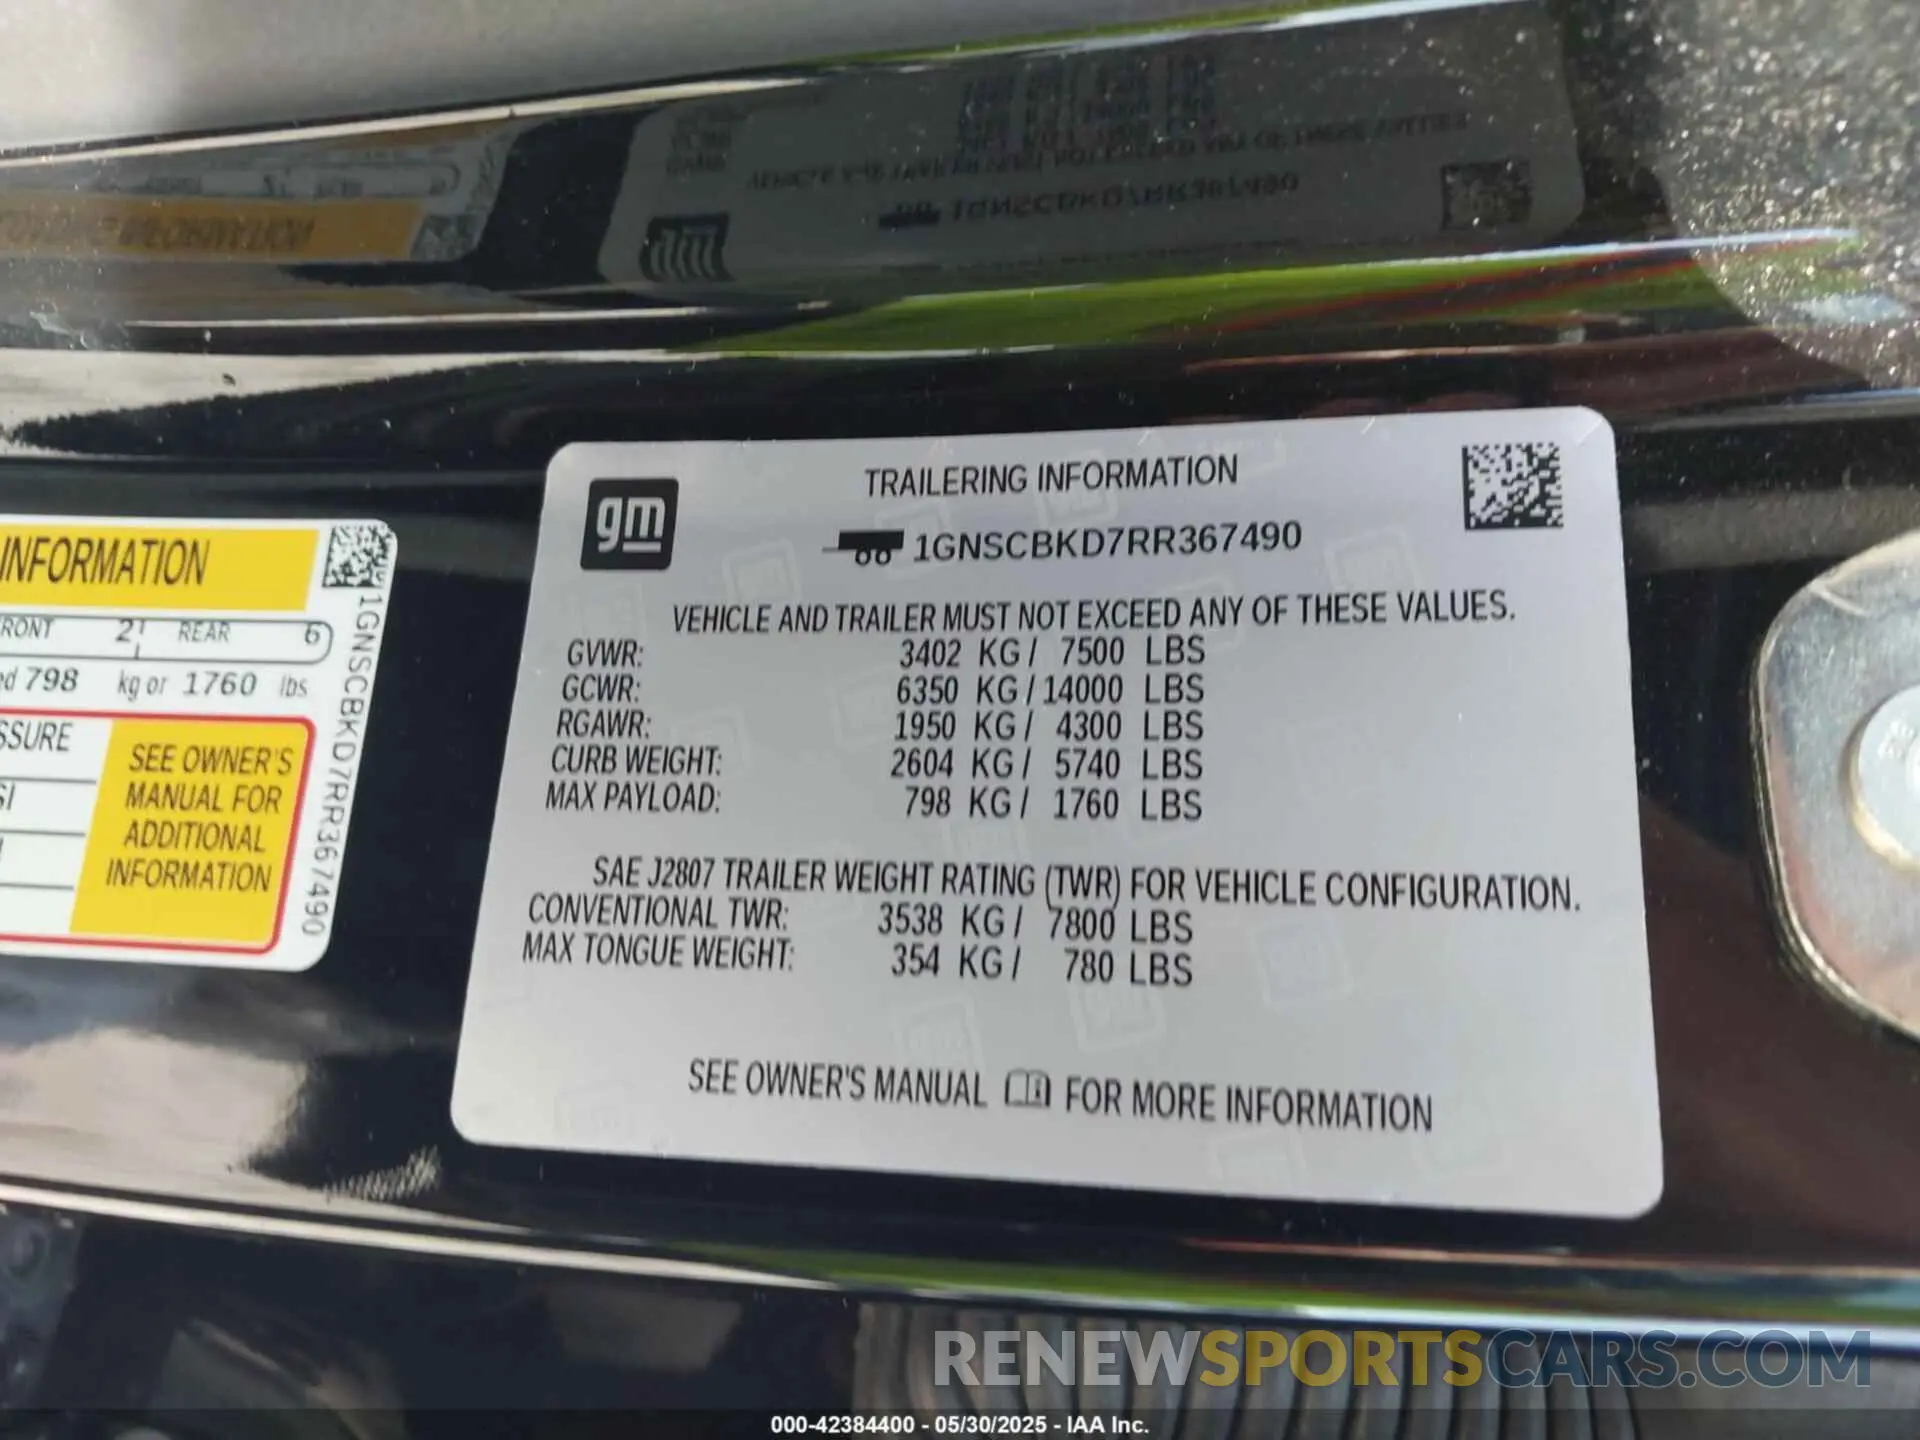 INFORMATION
RONT 2 REAR 6
ed 798 kg or 1760 lbs
SSURE
SEE OWNER'S
MANUAL FOR
ADDITIONAL
INFORMATION
1GNSCBKD7RR367490
gm
TRAILERING INFORMATION
1GNSCBKD7RR367490
VEHICLE AND TRAILER MUST NOT EXCEED ANY OF THESE VALUES.
GVWR: 3402 KG/ 7500 LBS
GCWR: 6350 KG/14000 LBS
RGAWR: 1950 KG/ 4300 LBS
CURB WEIGHT: 2604 KG/ 5740 LBS
MAX PAYLOAD: 798 KG/ 1760 LBS
SAE J2807 TRAILER WEIGHT RATING (TWR) FOR VEHICLE CONFIGURATION.
CONVENTIONAL TWR: 3538 KG/ 7800 LBS
MAX TONGUE WEIGHT: 354 KG/ 780 LBS
SEE OWNER'S MANUAL FOR MORE INFORMATION
RENEWSPORTSCARS.COM
000-42384400 - 05/30/2025 - IAA Inc.